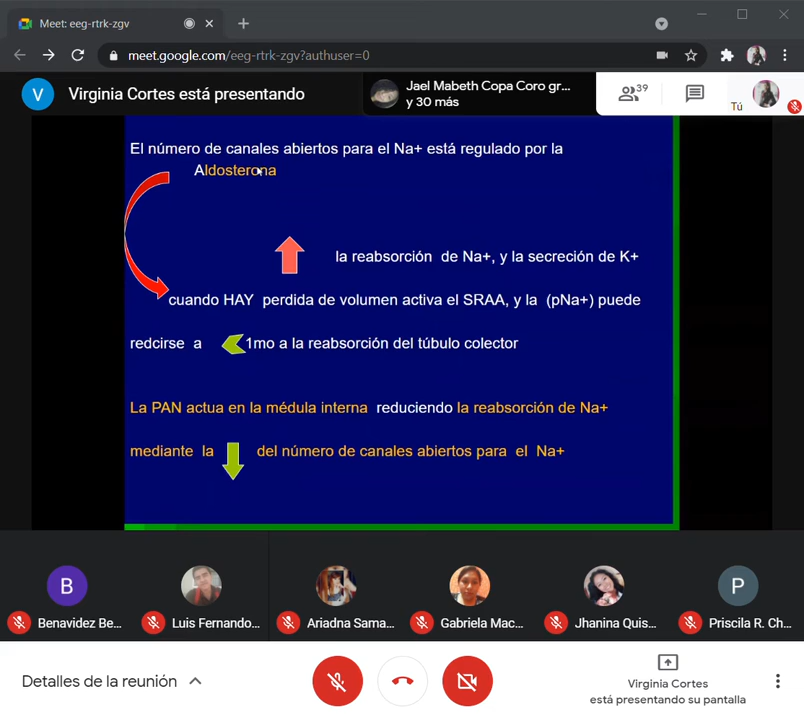 Meet: eeg-rtrk-zgv
meet.google.com/eeg-rtrk-zgv?authuser=0
V
Virginia Cortes está presentando
Jael Mabeth Copa Coro gr...
y 30 más
39
Tú
El número de canales abiertos para el Na+ está regulado por la
Aldosterona
la reabsorción de Na+, y la secreción de K+
cuando HAY perdida de volumen activa el SRAA, y la (pNa+) puede
redcirse a 1mo a la reabsorción del túbulo colector
La PAN actua en la médula interna reduciendo la reabsorción de Na+
mediante la del número de canales abiertos para el Na+
B
P
Benavidez Be...
Luis Fernando...
Ariadna Sama...
Gabriela Mac...
Jhanina Quis...
Priscila R. Ch...
Detalles de la reunión
Virginia Cortes
está presentando su pantalla